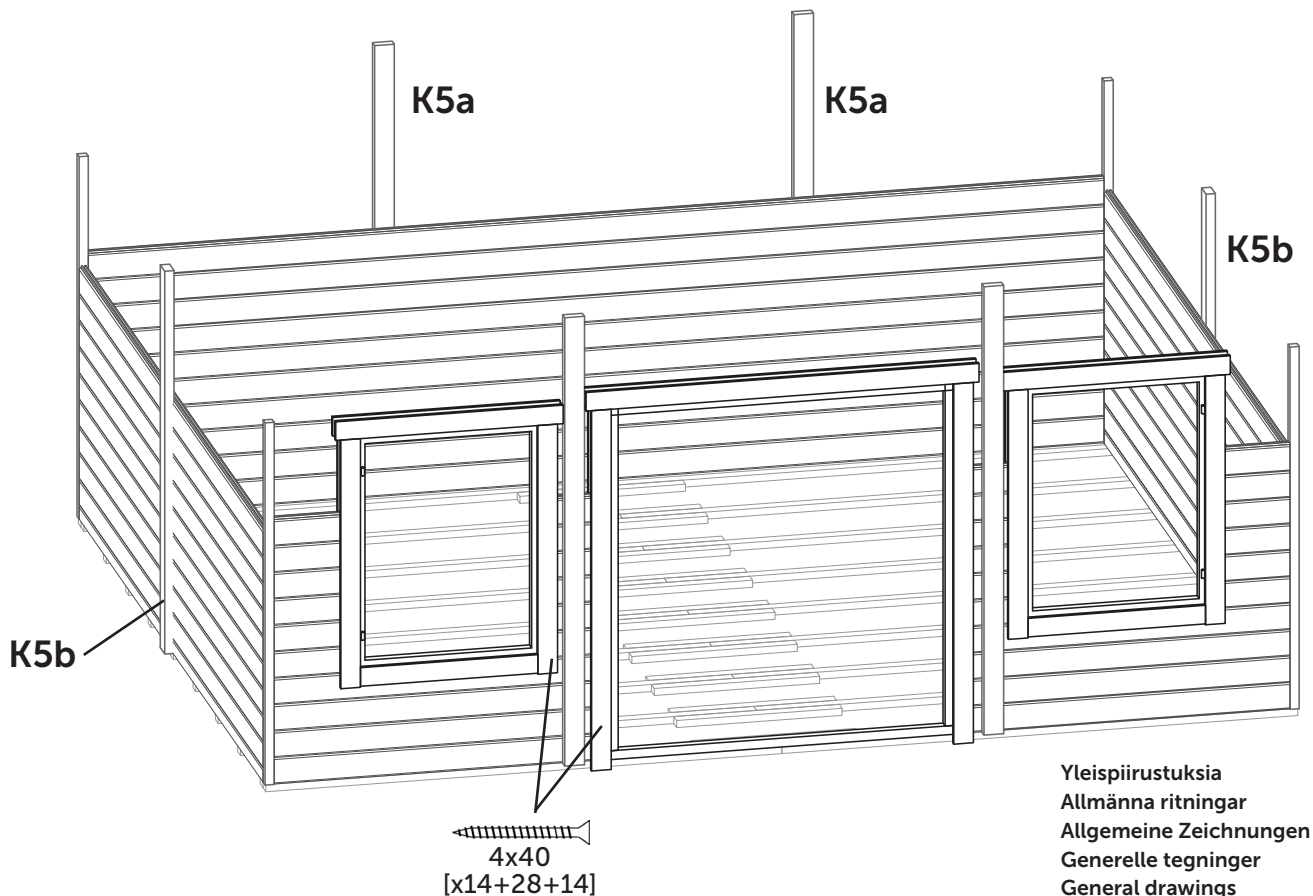 K5a
K5a
K5b
K5b
4x40
[x14+28+14]
Yleispiirustuksia
Allmänna ritningar
Allgemeine Zeichnungen
Generelle tegninger
General drawings